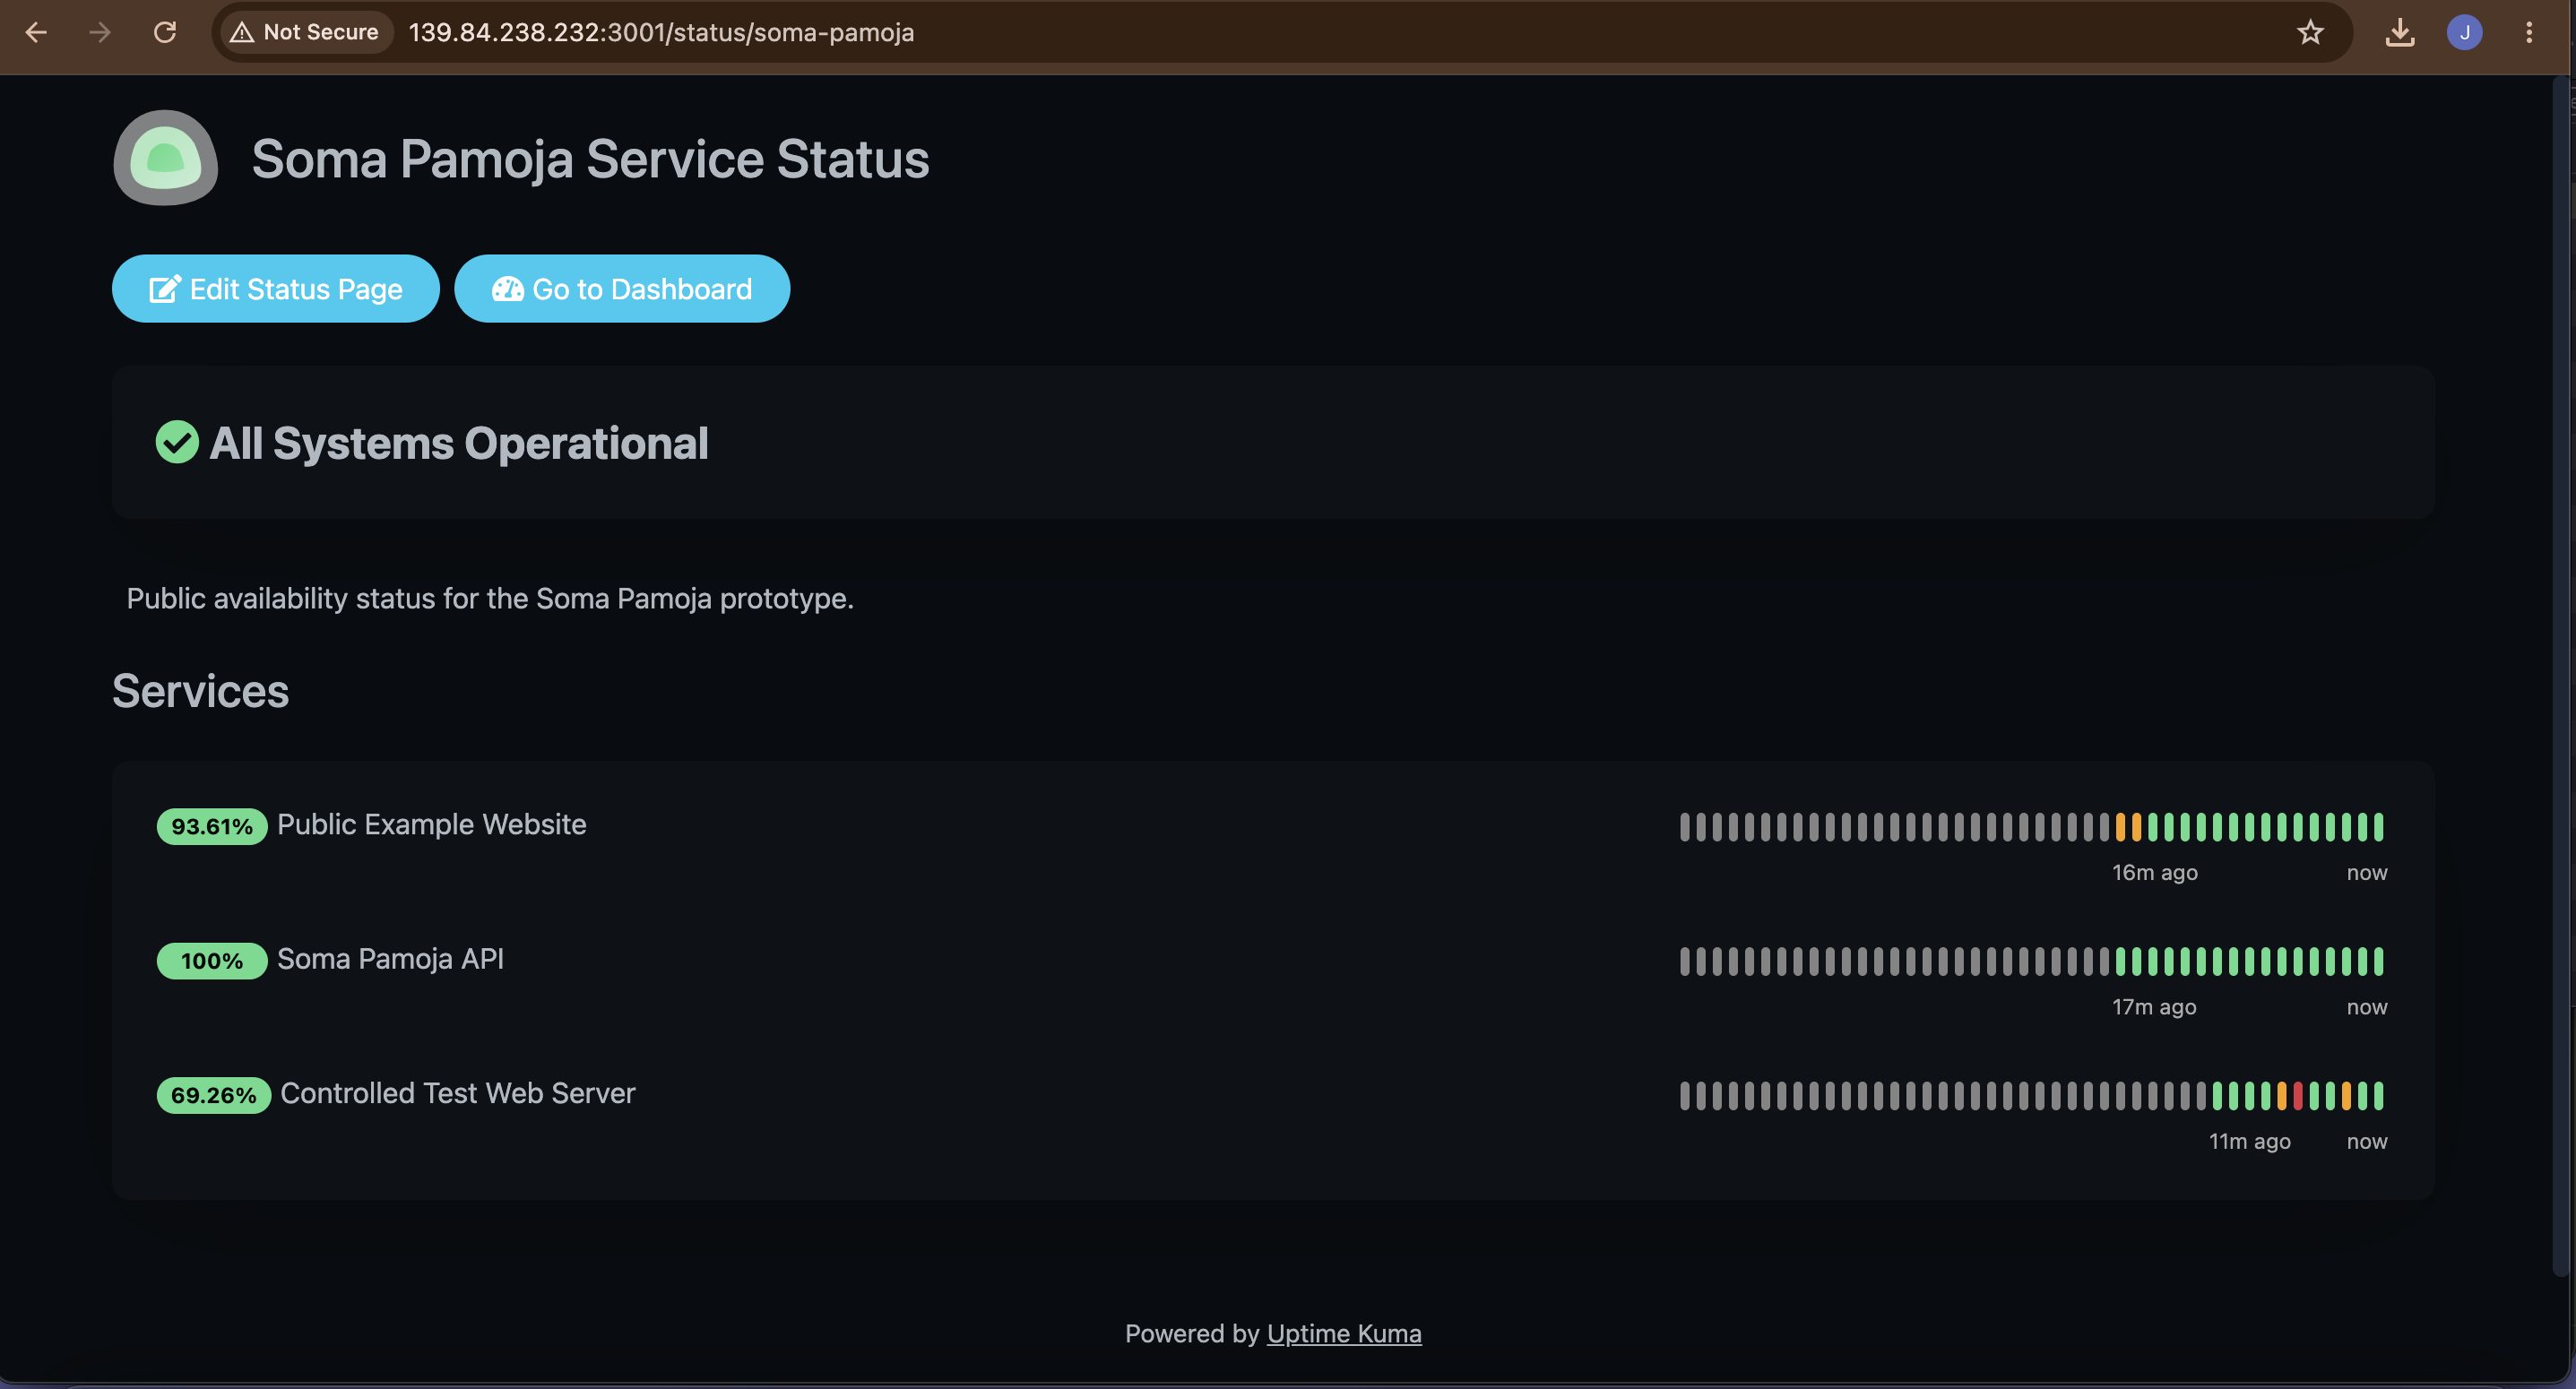 Not Secure 139.84.238.232:3001/status/soma-pamoja J
Soma Pamoja Service Status
Edit Status Page Go to Dashboard
All Systems Operational
Public availability status for the Soma Pamoja prototype.
Services
93.61% Public Example Website
16m ago now
100% Soma Pamoja API
17m ago now
69.26% Controlled Test Web Server
11m ago now
Powered by Uptime Kuma